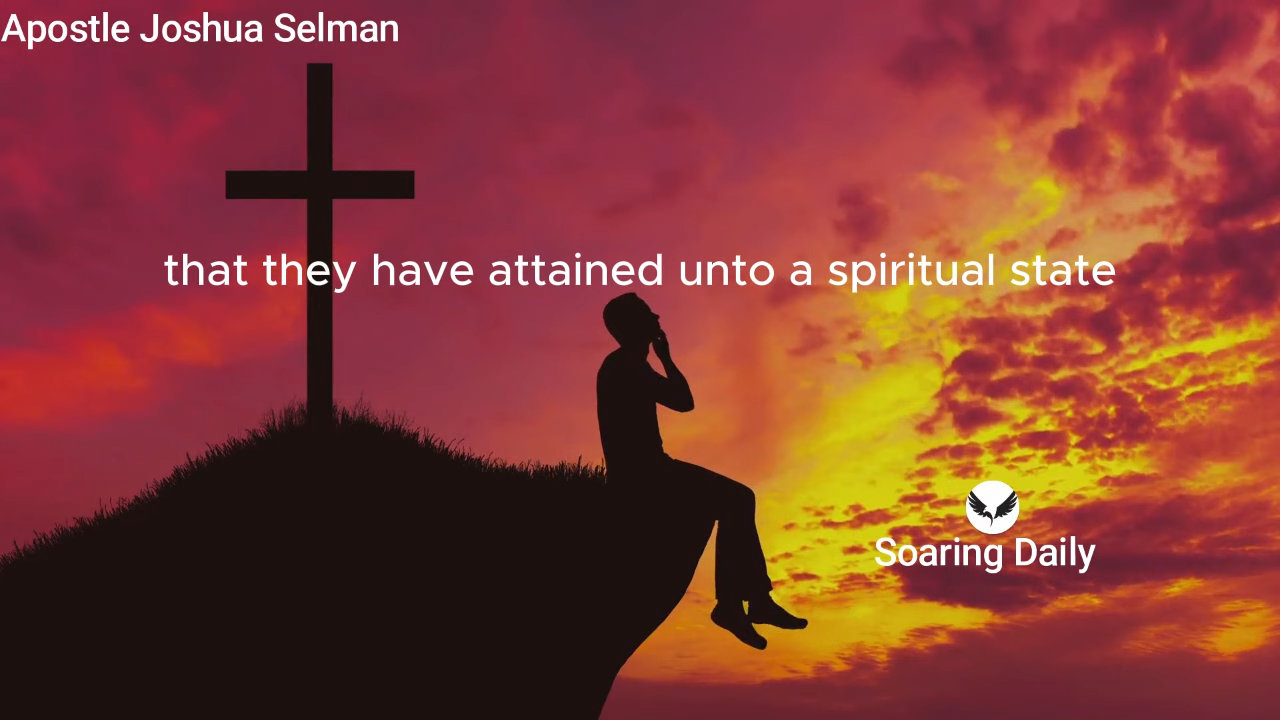 Apostle Joshua Selman
that they have attained unto a spiritual state
Soaring Daily